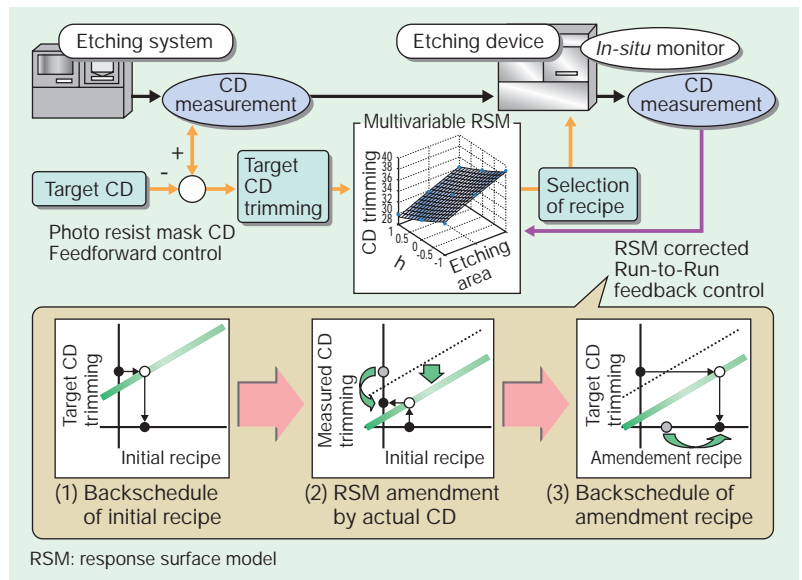 Etching system
Etching device
In-situ monitor
CD
measurement
CD
measurement
Multivariable RSM
+
-
Target CD
Target
CD
trimming
CD trimming
40
38
36
34
32
30
28
1
0.5
0
-0.5
-1
h
Etching
area
Selection
of recipe
Photo resist mask CD
Feedforward control
RSM corrected
Run-to-Run
feedback control
Target CD
trimming
Initial recipe
(1) Backschedule
of initial recipe
Measured CD
trimming
Initial recipe
(2) RSM amendment
by actual CD
Target CD
trimming
Amendement recipe
(3) Backschedule of
amendment recipe
RSM: response surface model